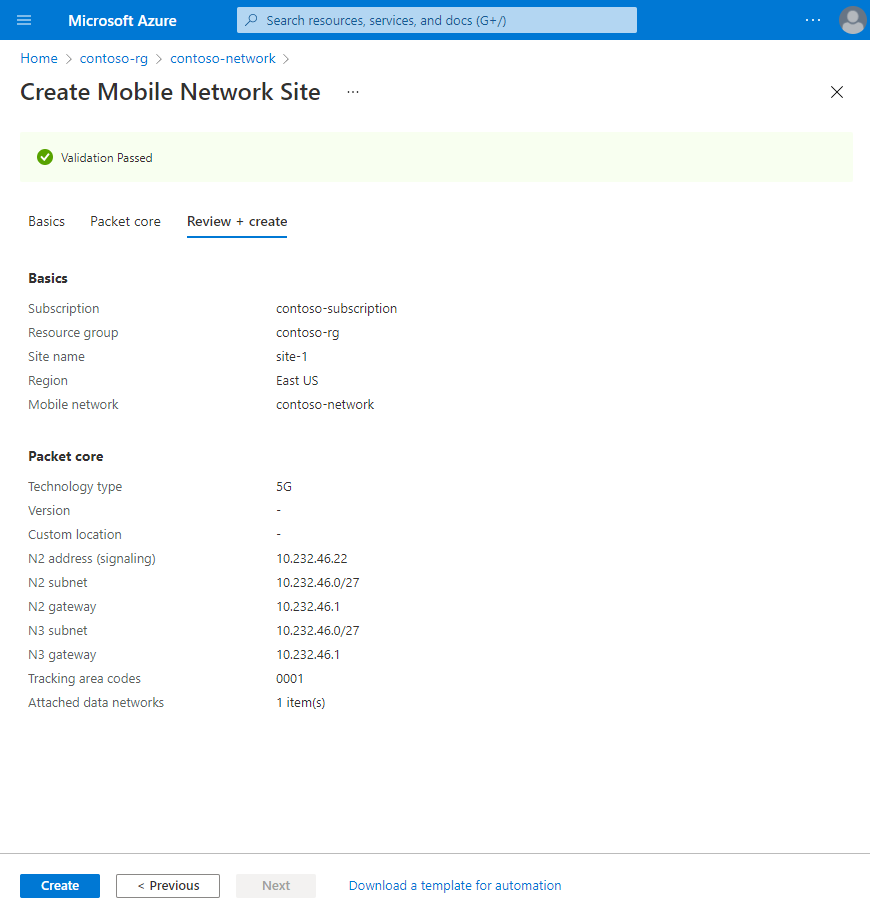 Microsoft Azure
Search resources, services, and docs (G+/)
Home > contoso-rg > contoso-network >
Create Mobile Network Site ...
Validation Passed
Basics Packet core Review + create
Basics
Subscription contoso-subscription
Resource group contoso-rg
Site name site-1
Region East US
Mobile network contoso-network
Packet core
Technology type 5G
Version -
Custom location -
N2 address (signaling) 10.232.46.22
N2 subnet 10.232.46.0/27
N2 gateway 10.232.46.1
N3 subnet 10.232.46.0/27
N3 gateway 10.232.46.1
Tracking area codes 0001
Attached data networks 1 item(s)
Create < Previous Next Download a template for automation